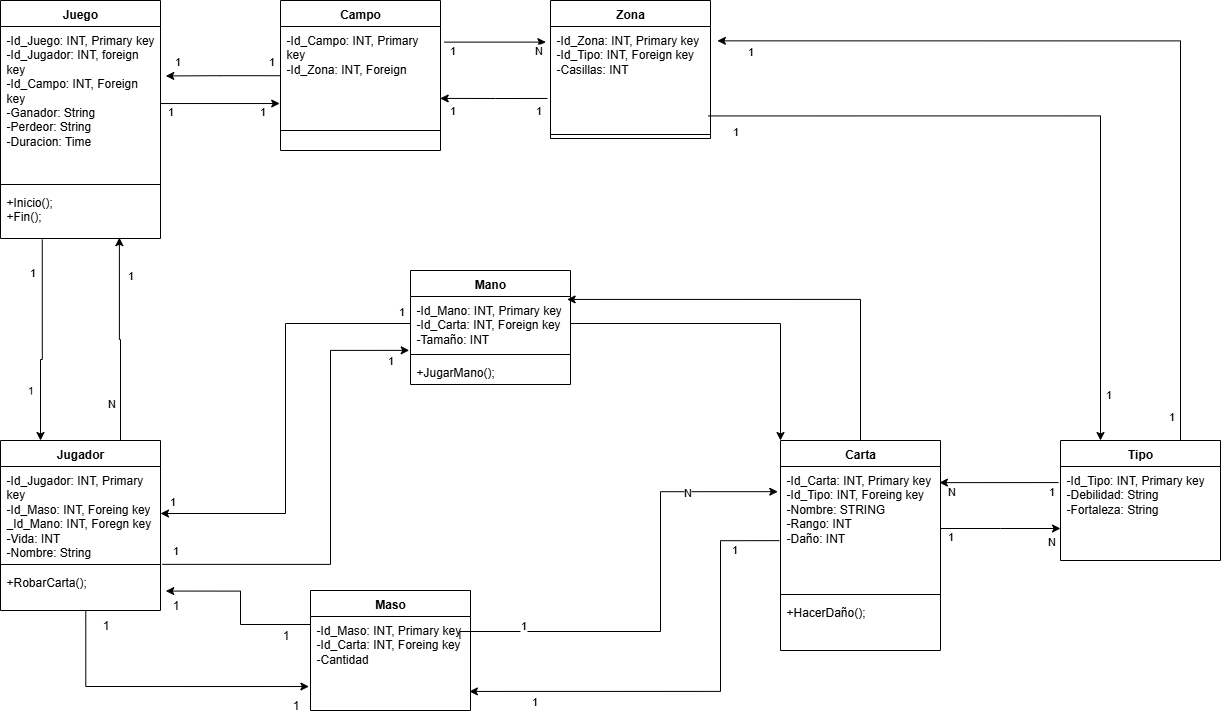 Juego
-Id_Juego: INT, Primary key
-Id_Jugador: INT, foreign
key
-Id_Campo: INT, Foreign
key
-Ganador: String
-Perdeor: String
-Duracion: Time
+Inicio();
+Fin();
Campo
-Id_Campo: INT, Primary
key
-Id_Zona: INT, Foreign
Zona
-Id_Zona: INT, Primary key
-Id_Tipo: INT, Foreign key
-Casillas: INT
1
1
1
1
1
N
1
1
1
1
1
1
1
1
N
Mano
-Id_Mano: INT, Primary key
-Id_Carta: INT, Foreign key
-Tamaño: INT
+JugarMano();
1
1
1
1
Jugador
-Id_Jugador: INT, Primary
key
-Id_Maso: INT, Foreing key
_Id_Mano: INT, Foregn key
-Vida: INT
-Nombre: String
+RobarCarta();
Carta
-Id_Carta: INT, Primary key
-Id_Tipo: INT, Foreing key
-Nombre: STRING
-Rango: INT
-Daño: INT
+HacerDaño();
Tipo
-Id_Tipo: INT, Primary key
-Debilidad: String
-Fortaleza: String
N
1
1
N
1
1
N
1
1
1
1
1
Maso
-Id_Maso: INT, Primary key
-Id_Carta: INT, Foreing key
-Cantidad
1
1
1